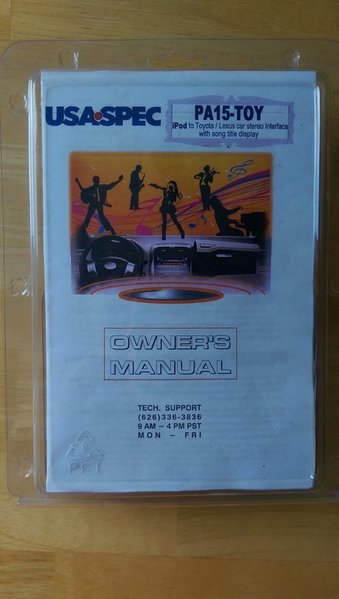 USA•SPEC
PA15-TOY
iPod to Toyota / Lexus car stereo Interface
with song title display
OWNER'S
MANUAL
TECH. SUPPORT
(626)336-3836
9 AM ~ 4 PM PST
MON ~ FRI
1
PET